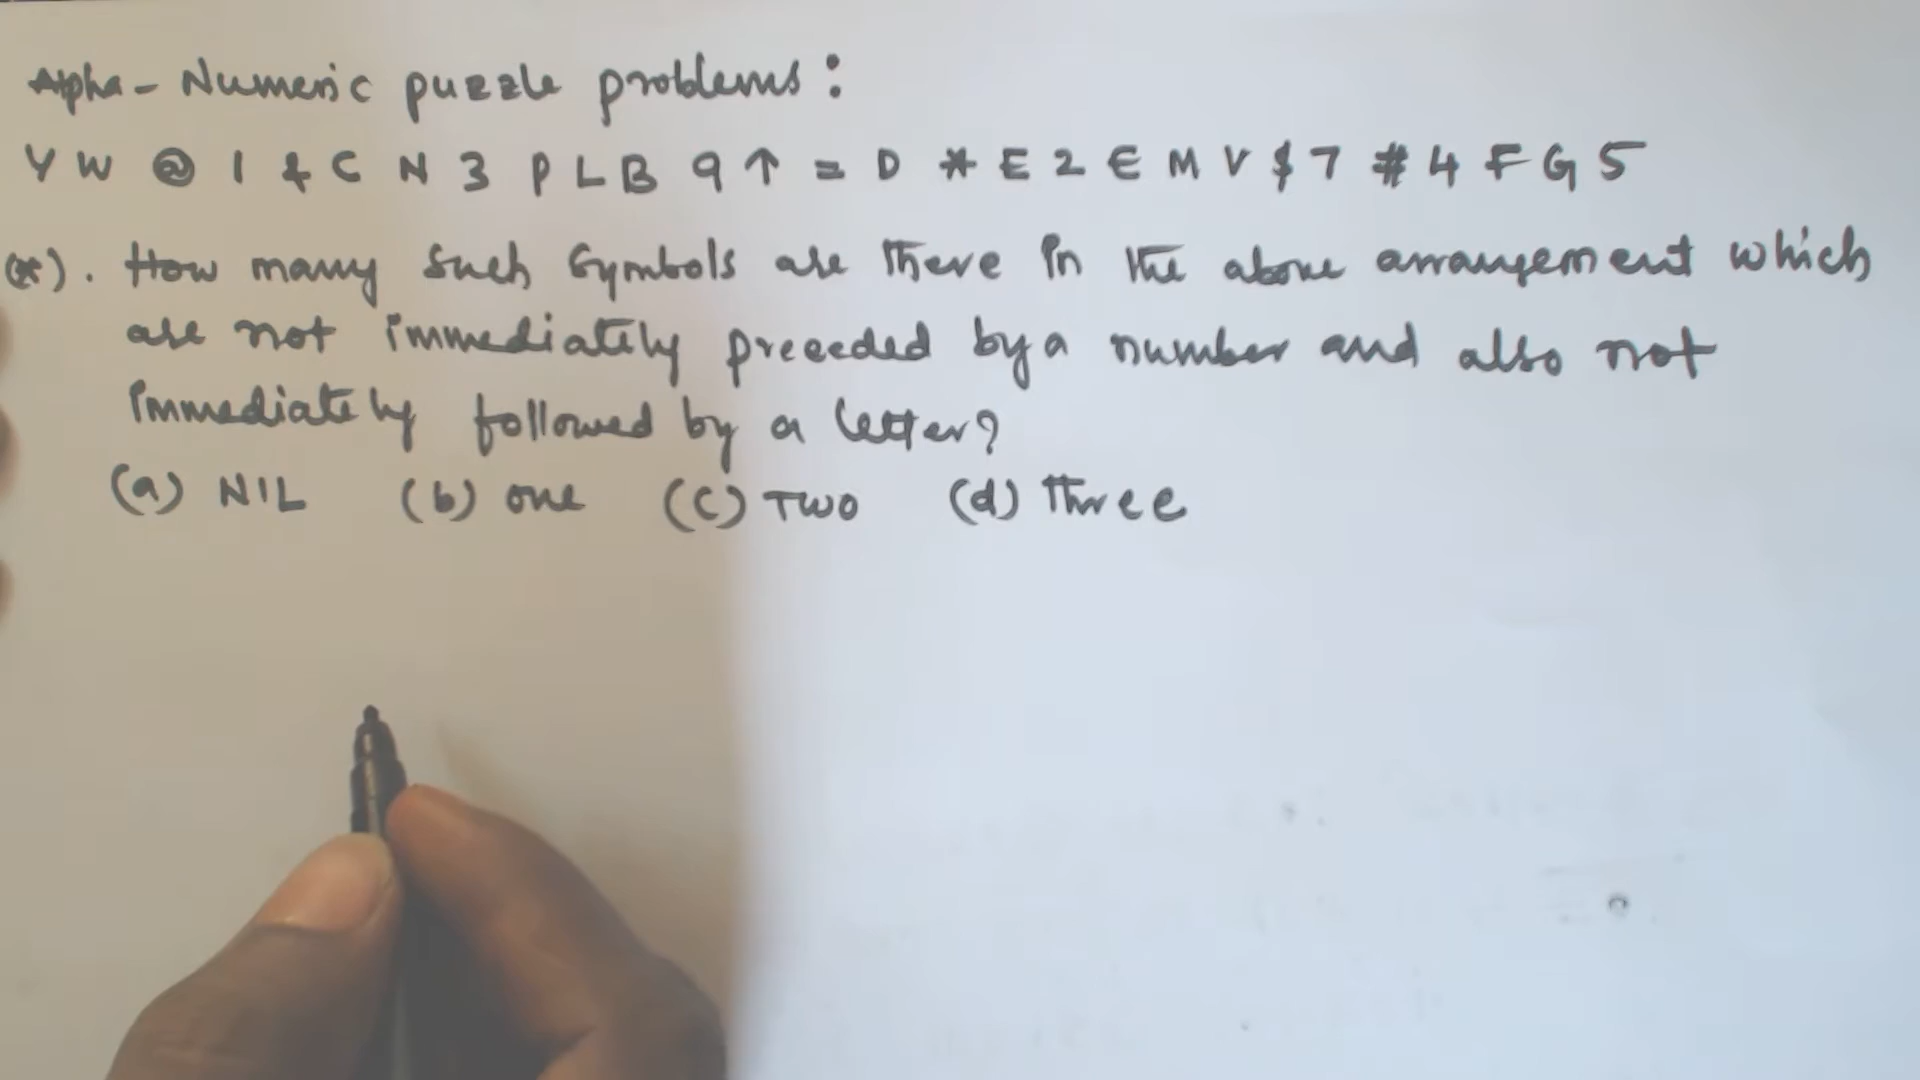 Alpha - Numeric puzzle problems :
Y W @ 1 & C N 3 P L B 9 ↑ = D * E 2 € M V $ 7 # 4 F G 5
(*). How many such symbols are there in the above arrangement which
are not immediately preceded by a number and also not
immediately followed by a letter?
(a) NIL (b) one (c) TWO (d) three